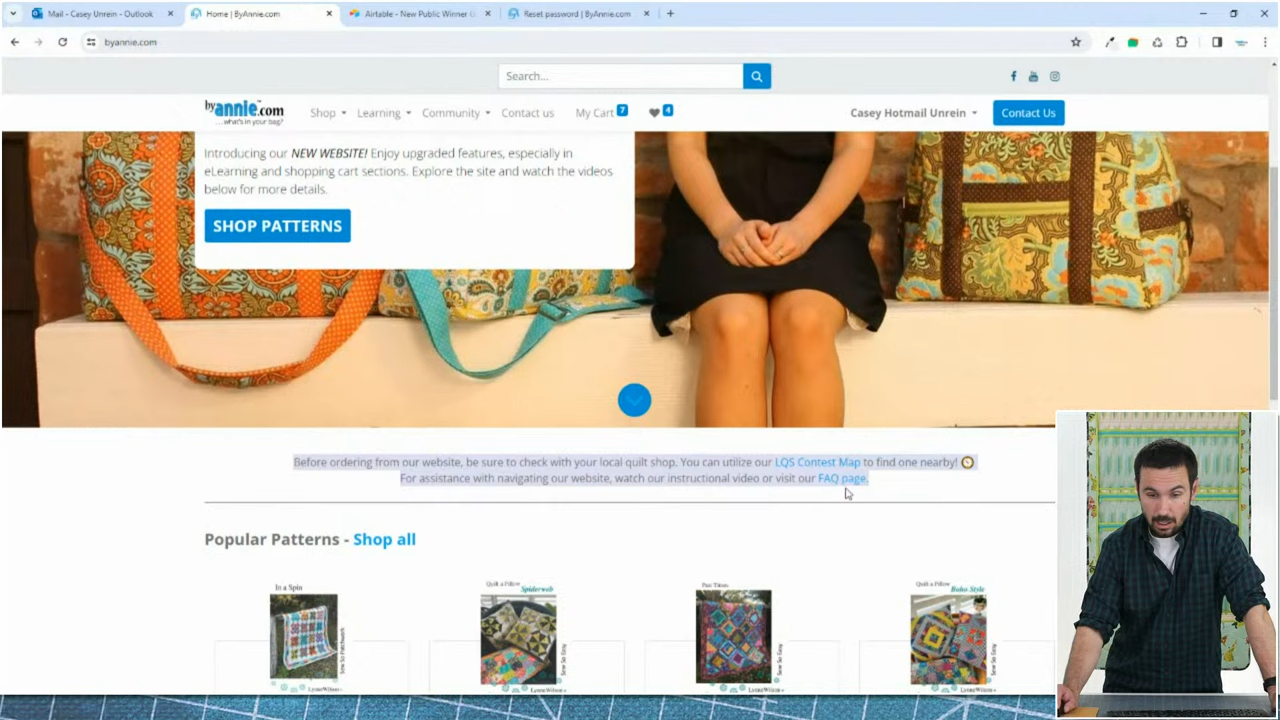 Mail - Casey Unrein - Outlook
Home | ByAnnie.com
Airtable - New Public Winner
Reset password | ByAnnie.com
byannie.com
Search...
byannie.com
...what's in your bag?
Shop
Learning
Community
Contact us
My Cart 7
4
Casey Hotmail Unrein
Contact Us
Introducing our NEW WEBSITE! Enjoy upgraded features, especially in
eLearning and shopping cart sections. Explore the site and watch the videos
below for more details.
SHOP PATTERNS
Before ordering from our website, be sure to check with your local quilt shop. You can utilize our LQS Contest Map to find one nearby!
For assistance with navigating our website, watch our instructional video or visit our FAQ page.
Popular Patterns - Shop all
In a Spin
Quilt a Pillow
Spiderweb
Quilt a Pillow
Boho Style
Sew So Easy
Sew So Easy